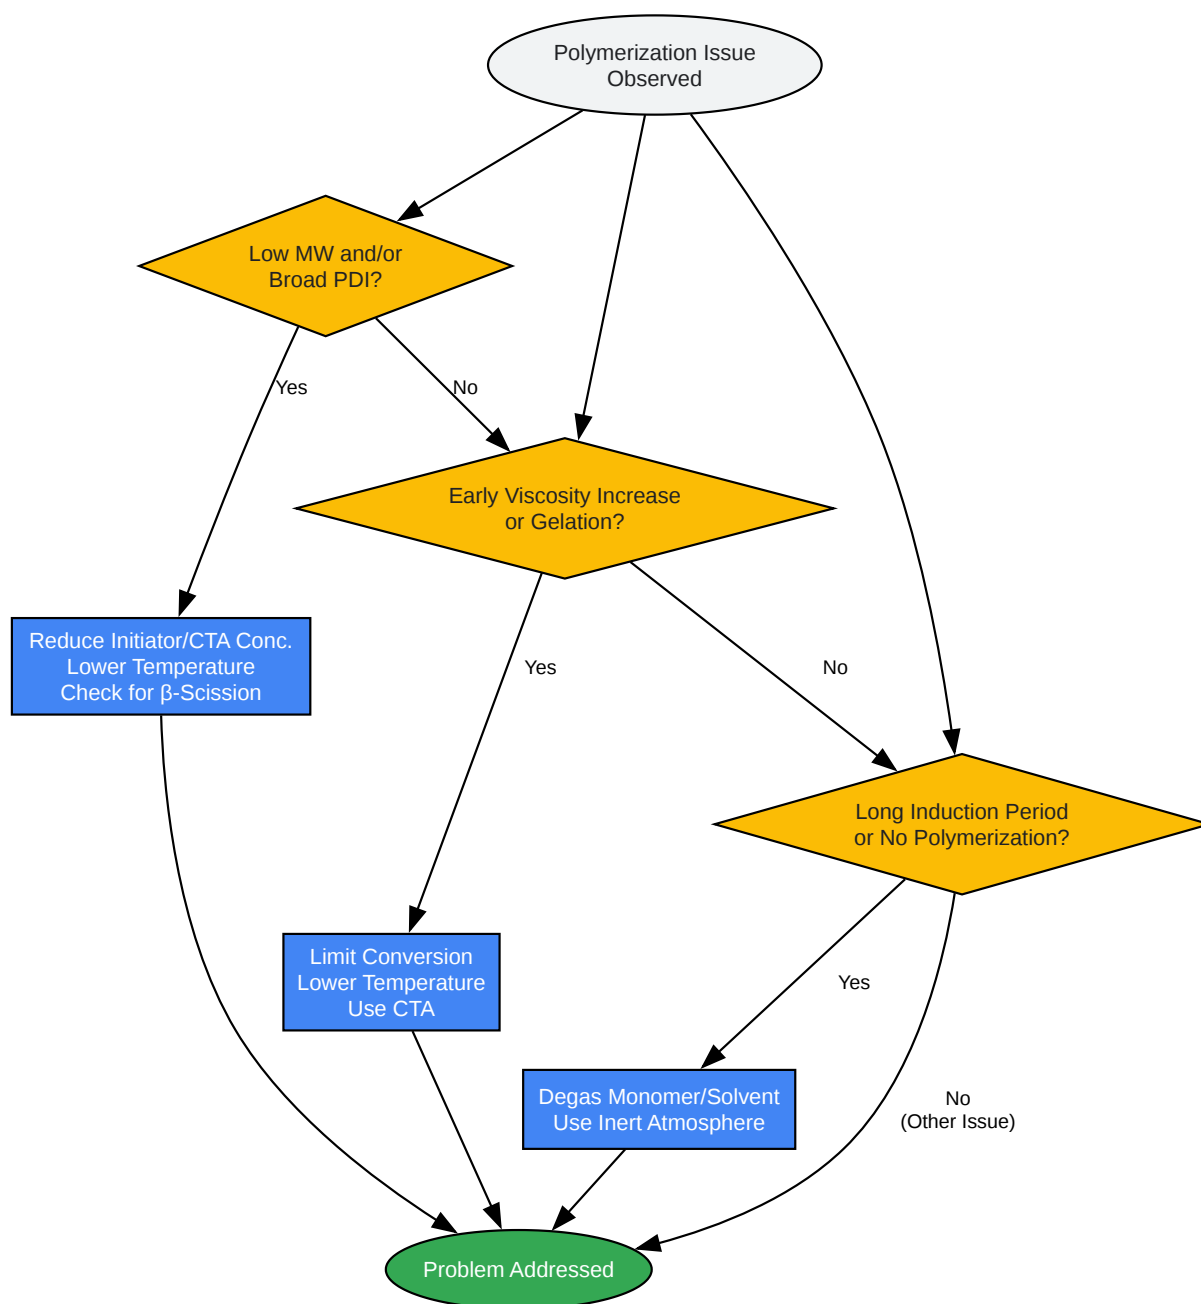 Polymerization Issue
Observed
Low MW and/or
Broad PDI?
Yes
No
Early Viscosity Increase
or Gelation?
Reduce Initiator/CTA Conc.
Lower Temperature
Check for β-Scission
Yes
No
Long Induction Period
or No Polymerization?
Limit Conversion
Lower Temperature
Use CTA
Yes
Degas Monomer/Solvent
Use Inert Atmosphere
No
(Other Issue)
Problem Addressed